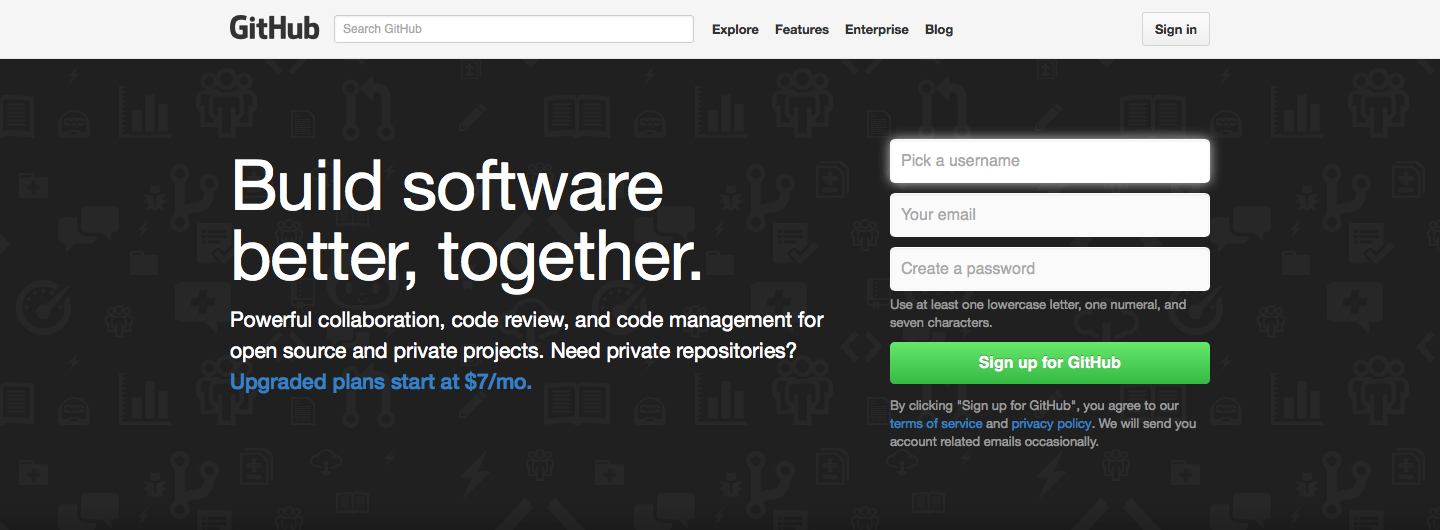 GitHub
Search GitHub
Explore
Features
Enterprise
Blog
Sign in
Build software
better, together.
Powerful collaboration, code review, and code management for
open source and private projects. Need private repositories?
Upgraded plans start at $7/mo.
Pick a username
Your email
Create a password
Use at least one lowercase letter, one numeral, and
seven characters.
Sign up for GitHub
By clicking "Sign up for GitHub", you agree to our
terms of service and privacy policy. We will send you
account related emails occasionally.